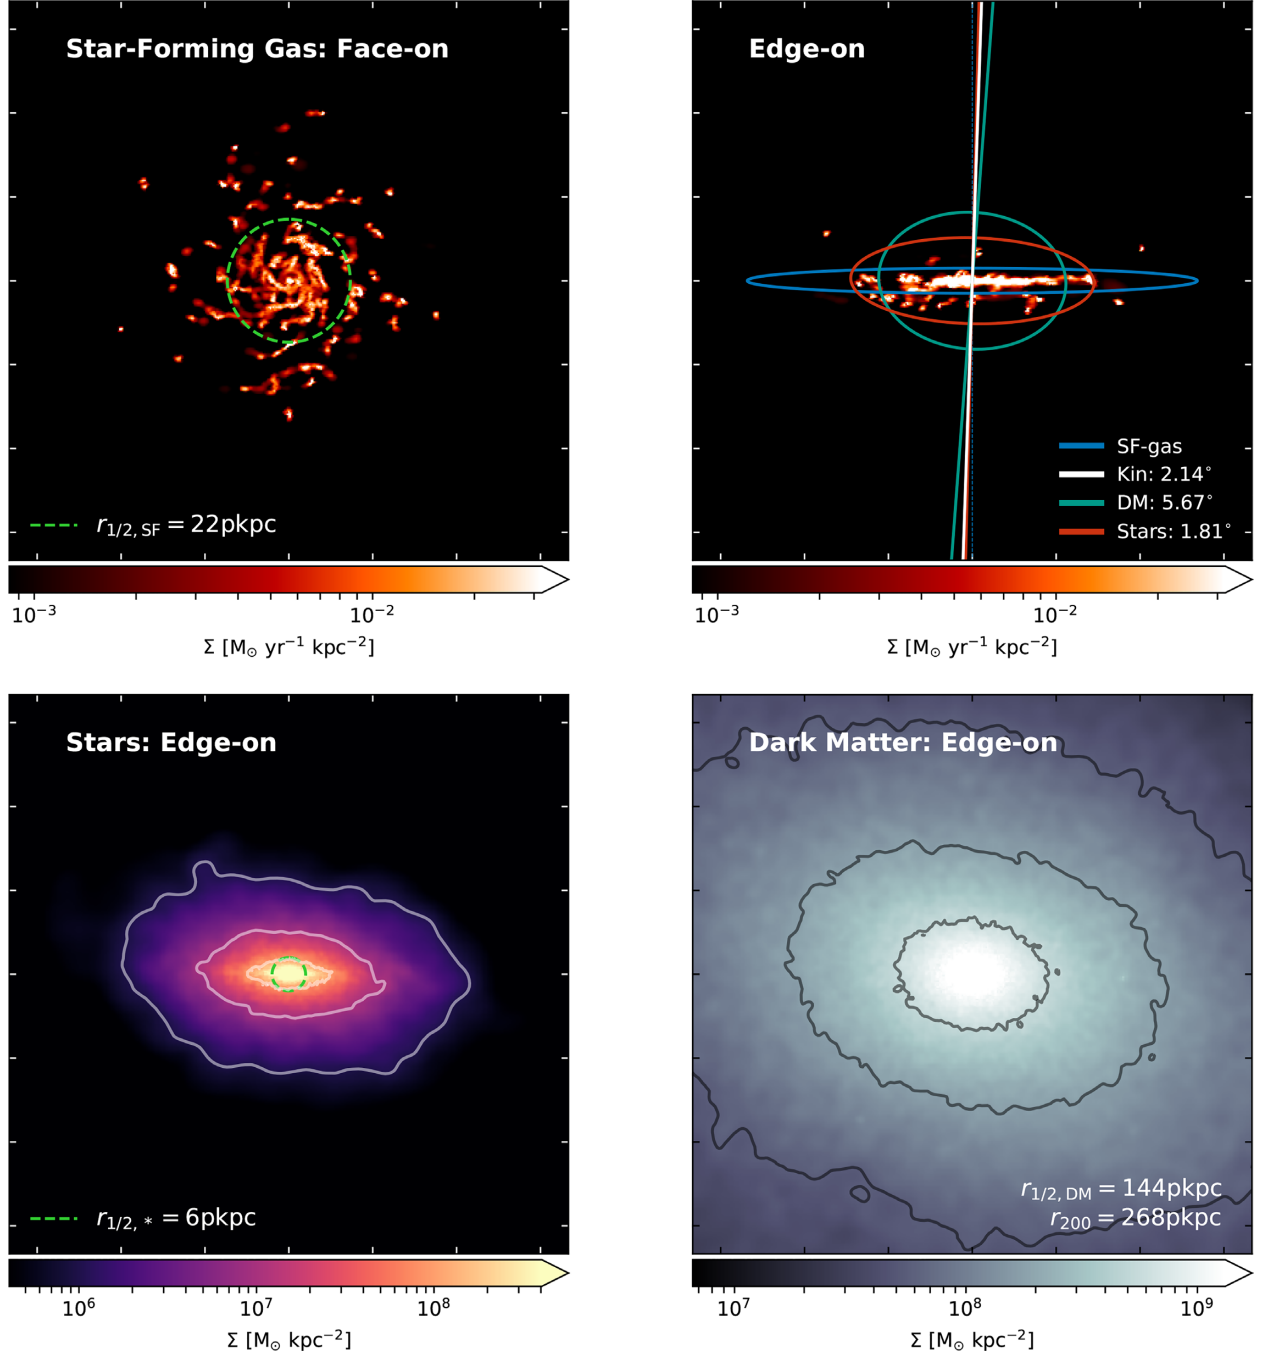 Star-Forming Gas: Face-on
r1/2, SF = 22pkpc
10−3
10−2
Σ [M⊙ yr−1 kpc−2]
Edge-on
SF-gas
Kin: 2.14°
DM: 5.67°
Stars: 1.81°
10−3
10−2
Σ [M⊙ yr−1 kpc−2]
Stars: Edge-on
r1/2, * = 6pkpc
10⁶
10⁷
10⁸
Σ [M⊙ kpc−2]
Dark Matter: Edge-on
r1/2, DM = 144pkpc
r200 = 268pkpc
10⁷
10⁸
10⁹
Σ [M⊙ kpc−2]